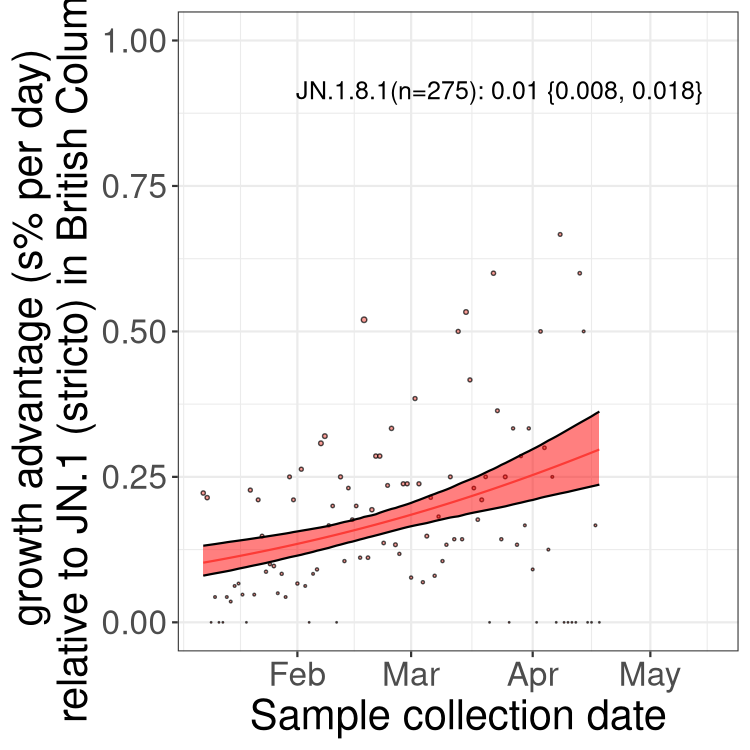 growth advantage (s% per day)
relative to JN.1 (stricto) in British Colum
1.00
0.75
0.50
0.25
0.00
JN.1.8.1(n=275): 0.01 {0.008, 0.018}
Feb Mar Apr May
Sample collection date